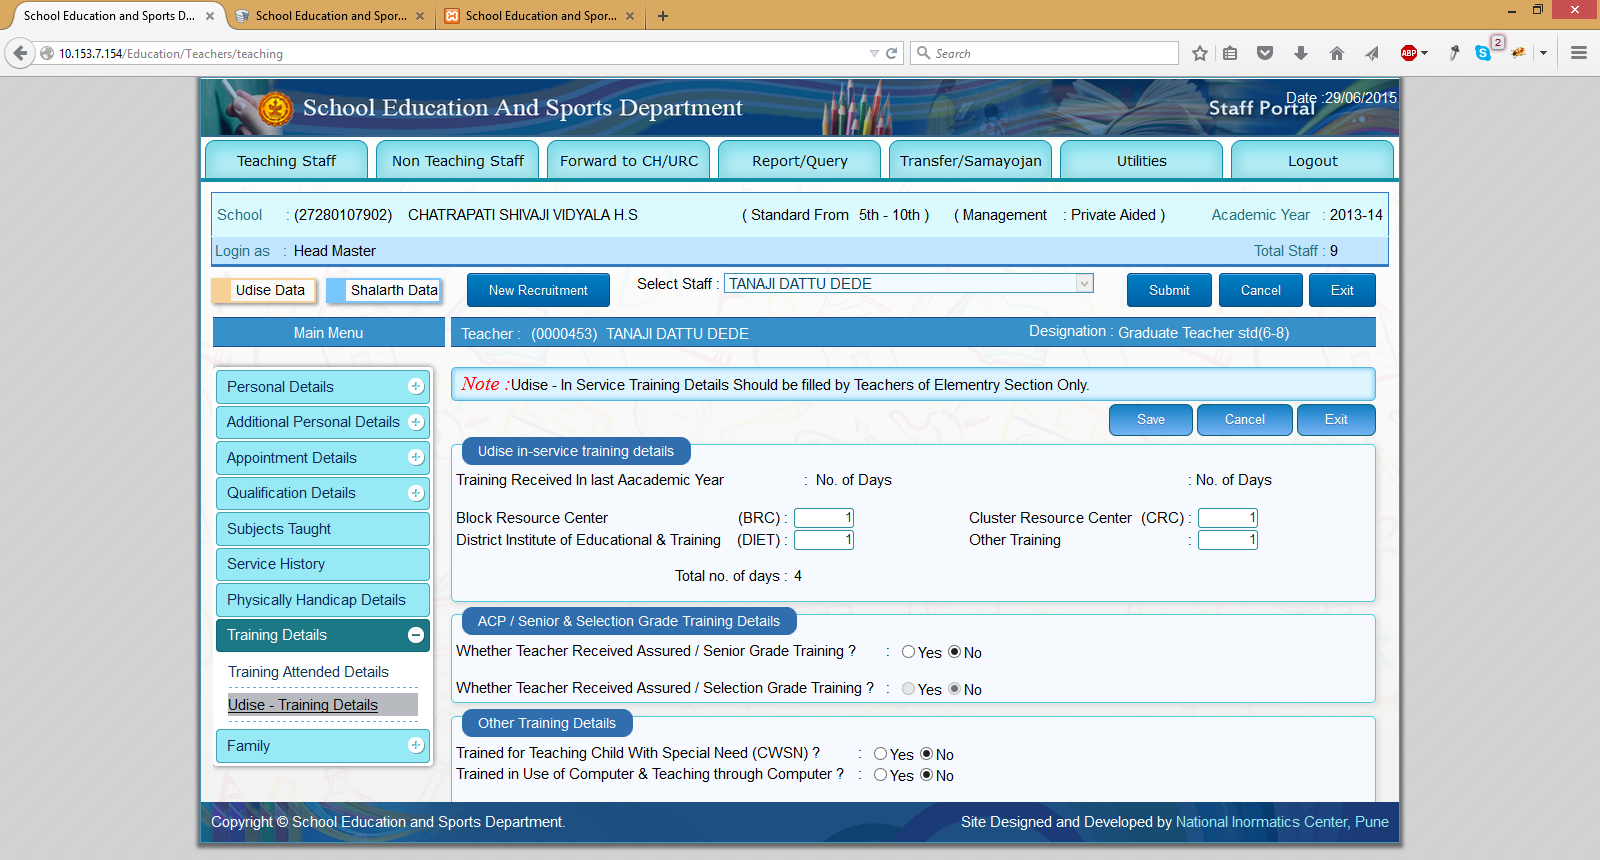 School Education and Sports D...
School Education and Spor...
School Education and Spor...
10.153.7.154/Education/Teachers/teaching
Search
ABP
S
2
School Education And Sports Department
Date :29/06/2015
Staff Portal
Teaching Staff
Non Teaching Staff
Forward to CH/URC
Report/Query
Transfer/Samayojan
Utilities
Logout
School : (27280107902) CHATRAPATI SHIVAJI VIDYALA H.S ( Standard From 5th - 10th ) ( Management : Private Aided ) Academic Year : 2013-14
Login as : Head Master Total Staff : 9
Udise Data
Shalarth Data
New Recruitment
Select Staff : TANAJI DATTU DEDE
Submit
Cancel
Exit
Main Menu
Teacher : (0000453) TANAJI DATTU DEDE Designation : Graduate Teacher std(6-8)
Personal Details
Additional Personal Details
Appointment Details
Qualification Details
Subjects Taught
Service History
Physically Handicap Details
Training Details
Training Attended Details
Udise - Training Details
Family
Note :Udise - In Service Training Details Should be filled by Teachers of Elementry Section Only.
Save
Cancel
Exit
Udise in-service training details
Training Received In last Aacademic Year : No. of Days : No. of Days
Block Resource Center (BRC) : 1 Cluster Resource Center (CRC) : 1
District Institute of Educational & Training (DIET) : 1 Other Training : 1
Total no. of days : 4
ACP / Senior & Selection Grade Training Details
Whether Teacher Received Assured / Senior Grade Training ? : Yes No
Whether Teacher Received Assured / Selection Grade Training ? : Yes No
Other Training Details
Trained for Teaching Child With Special Need (CWSN) ? : Yes No
Trained in Use of Computer & Teaching through Computer ? : Yes No
Copyright © School Education and Sports Department.
Site Designed and Developed by National Inormatics Center, Pune